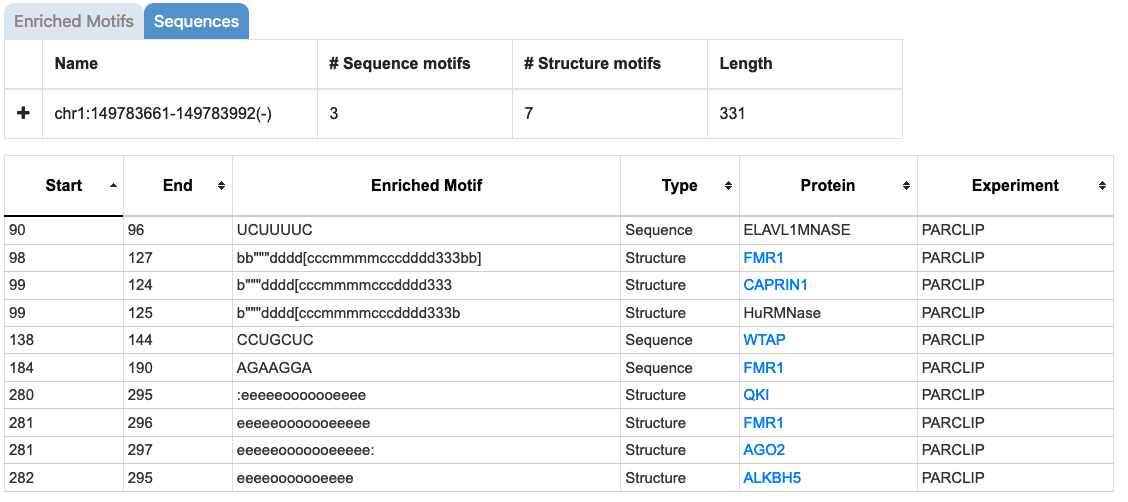 Enriched Motifs Sequences
Name # Sequence motifs # Structure motifs Length
+ chr1:149783661-149783992(-) 3 7 331
Start End Enriched Motif Type Protein Experiment
90 96 UCUUUUC Sequence ELAVL1MNASE PARCLIP
98 127 bb"""dddd[cccmmmmcccdddd333bb] Structure FMR1 PARCLIP
99 124 b"""dddd[cccmmmmcccdddd333 Structure CAPRIN1 PARCLIP
99 125 b"""dddd[cccmmmmcccdddd333b Structure HuRMNase PARCLIP
138 144 CCUGCUC Sequence WTAP PARCLIP
184 190 AGAAGGA Sequence FMR1 PARCLIP
280 295 :eeeeeooooooeeee Structure QKI PARCLIP
281 296 eeeeeooooooeeeee Structure FMR1 PARCLIP
281 297 eeeeeooooooeeeee: Structure AGO2 PARCLIP
282 295 eeeeooooooeeee Structure ALKBH5 PARCLIP